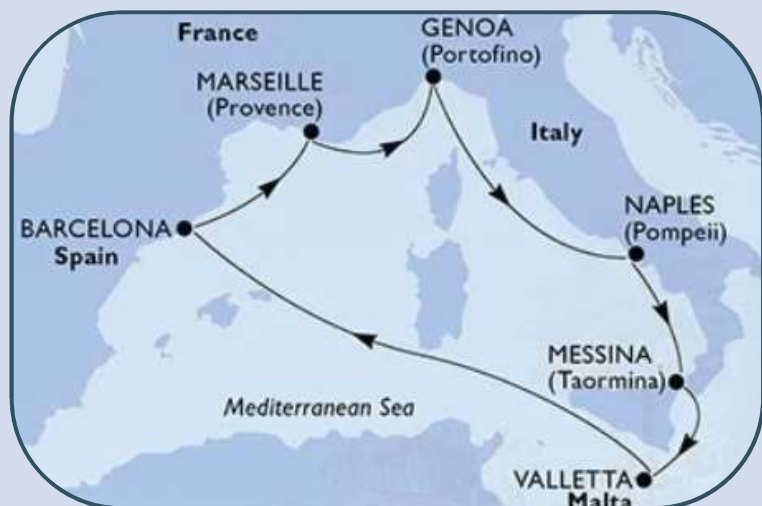 France
GENOA
(Portofino)
MARSEILLE
(Provence)
Italy
NAPLES
(Pompeii)
BARCELONA
Spain
MESSINA
(Taormina)
Mediterranean Sea
VALLETTA
Malta